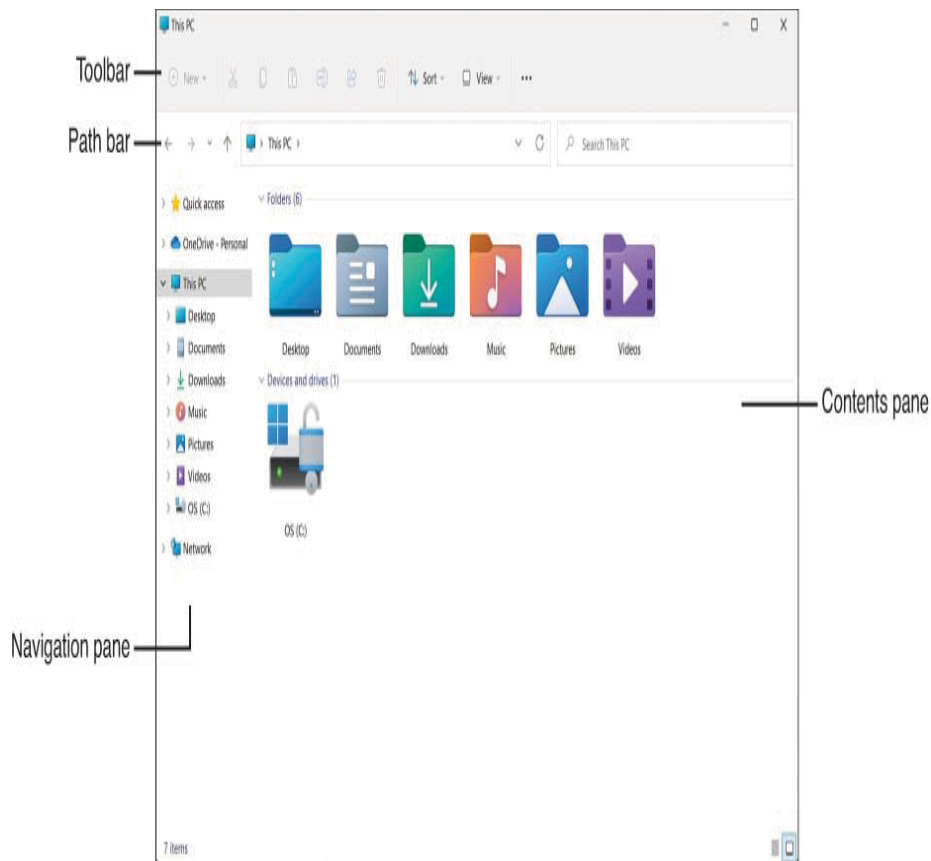 This PC
Toolbar
New
Sort
View
•••
Path bar
This PC
Search This PC
Quick access
OneDrive - Personal
This PC
Desktop
Documents
Downloads
Music
Pictures
Videos
OS (C:)
Network
Folders (6)
Desktop Documents Downloads Music Pictures Videos
Devices and drives (1)
OS (C:)
Contents pane
Navigation pane
7 items